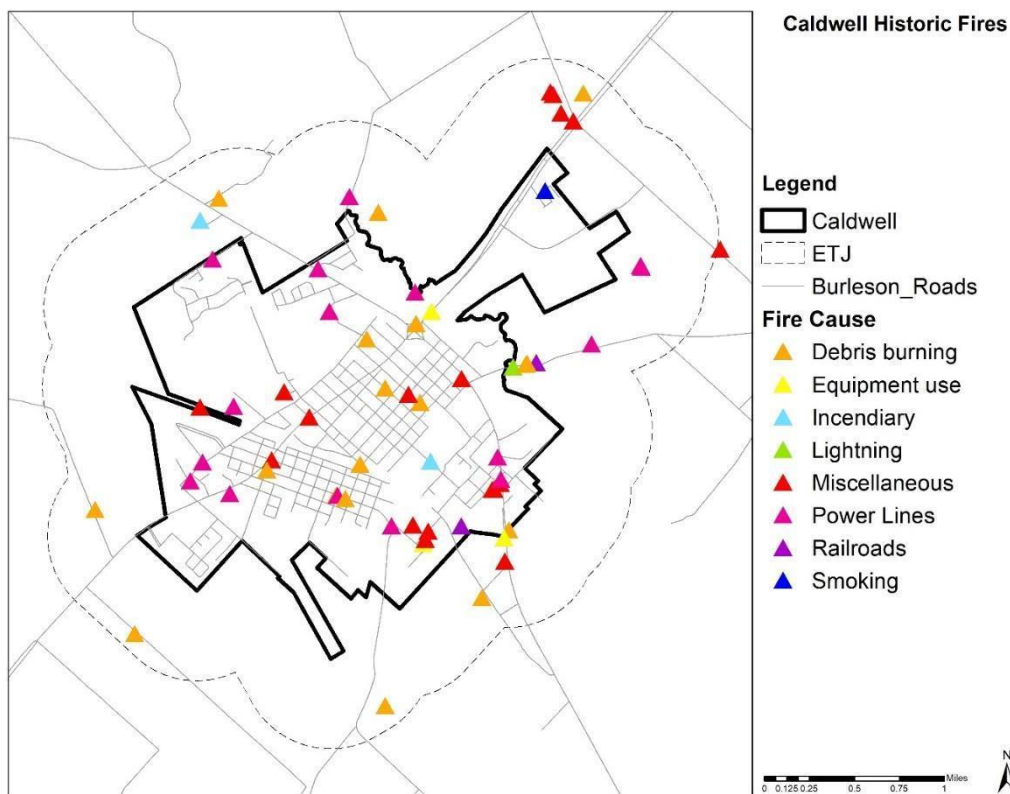 Caldwell Historic Fires
Legend
Caldwell
ETJ
Burleson_Roads
Fire Cause
Debris burning
Equipment use
Incendiary
Lightning
Miscellaneous
Power Lines
Railroads
Smoking
N
Miles
0 0.125 0.25 0.5 0.75 1